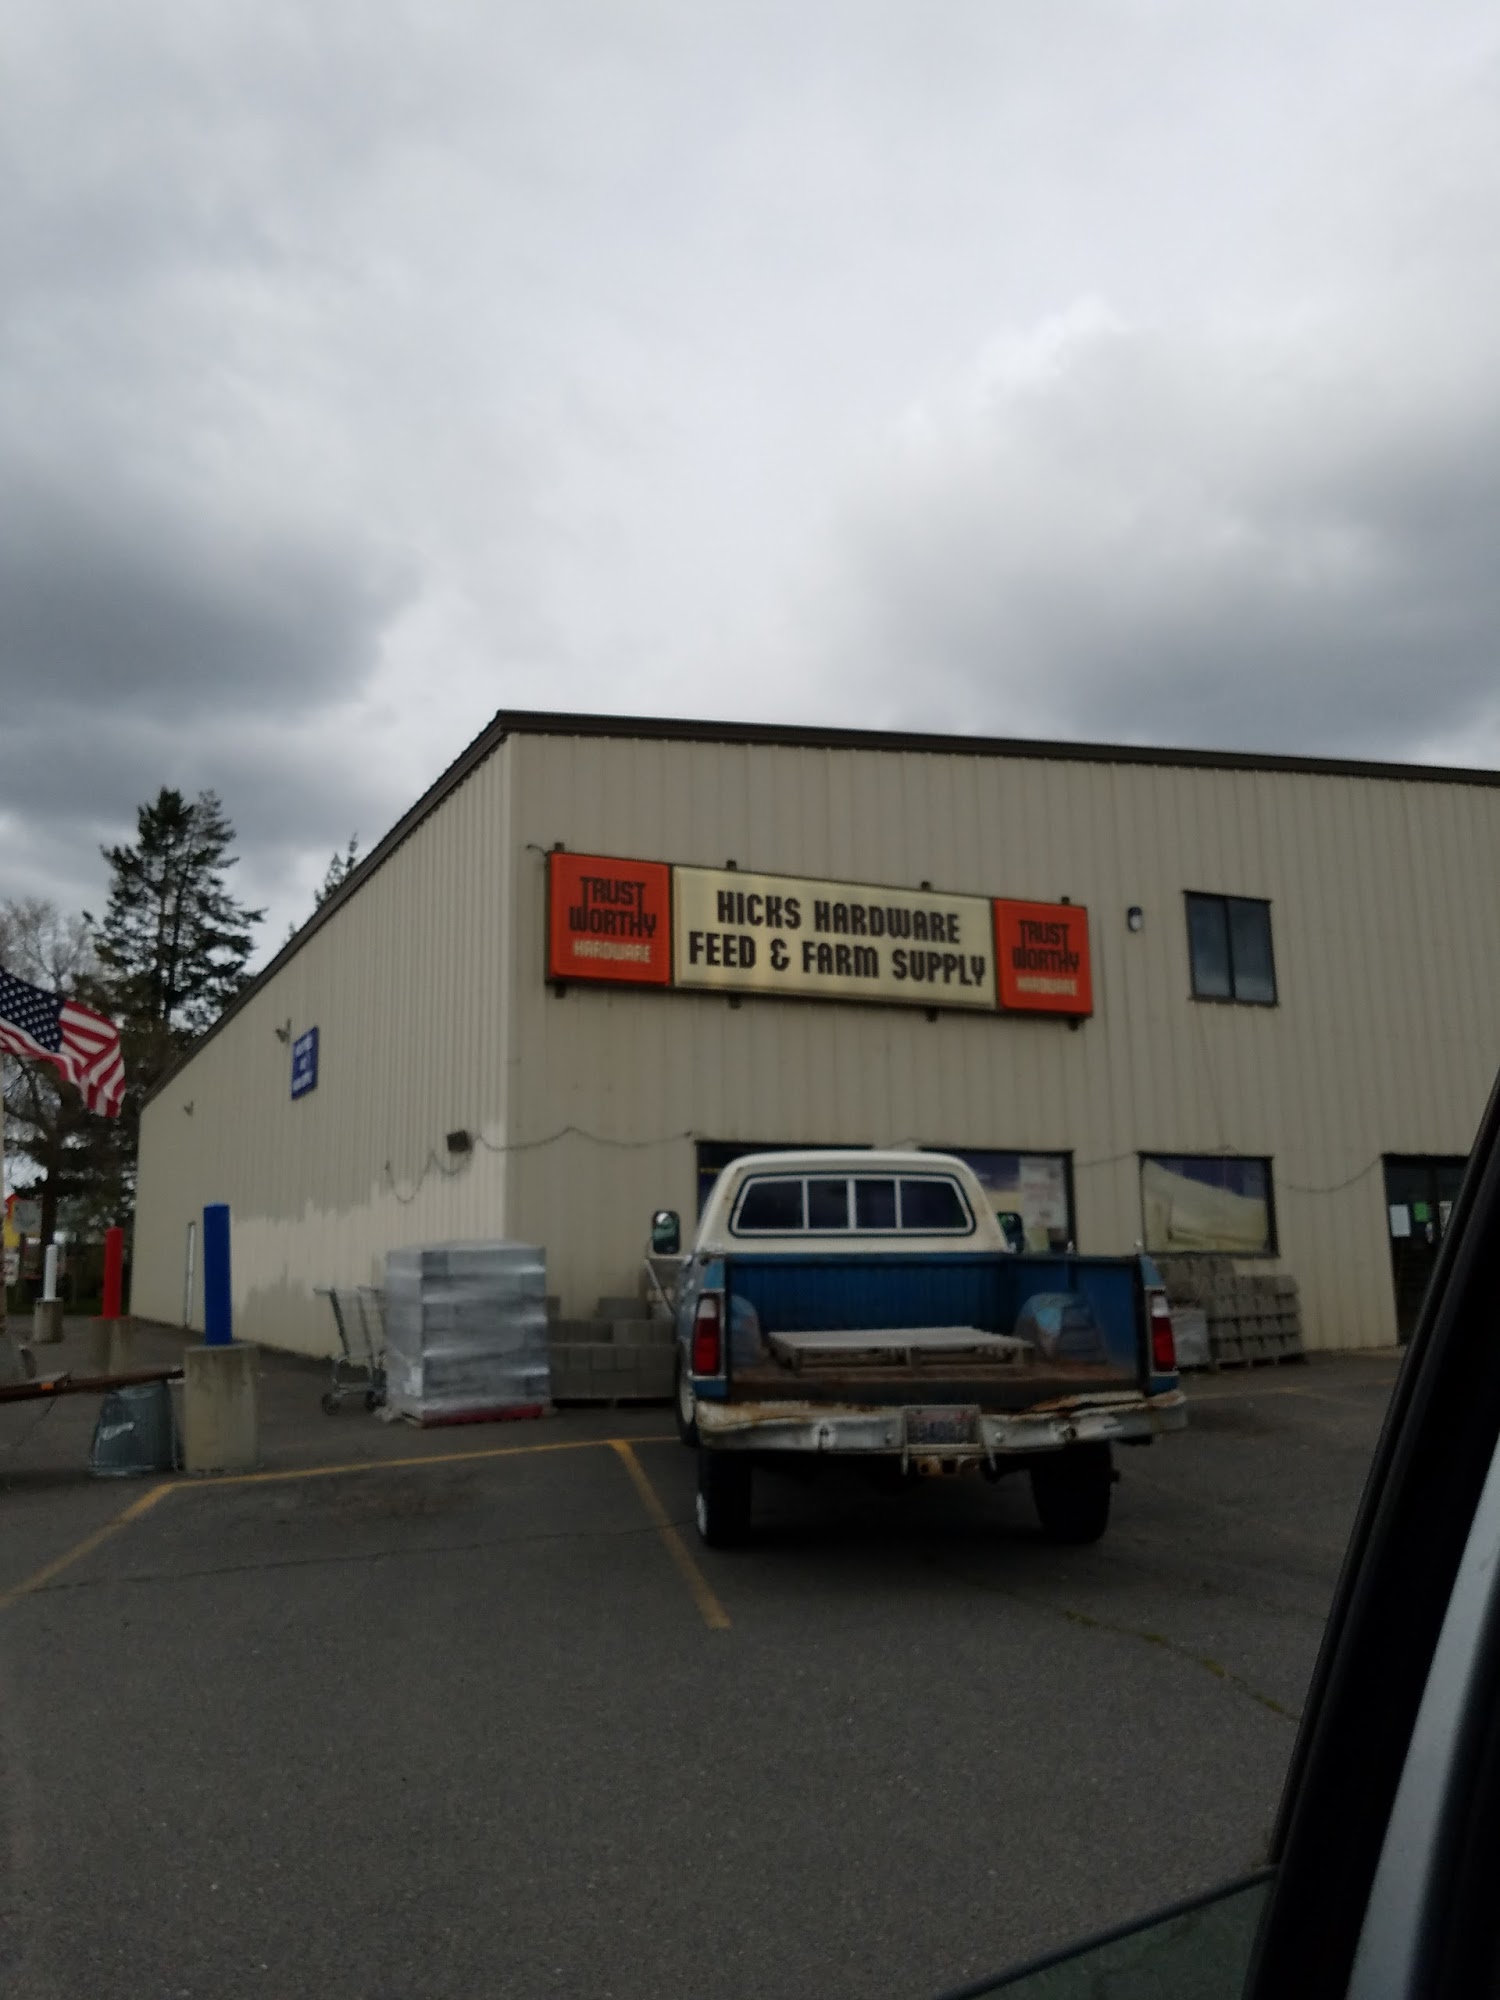 TRUST
WORTHY
HARDWARE
HICKS HARDWARE
FEED & FARM SUPPLY
TRUST
WORTHY
HARDWARE